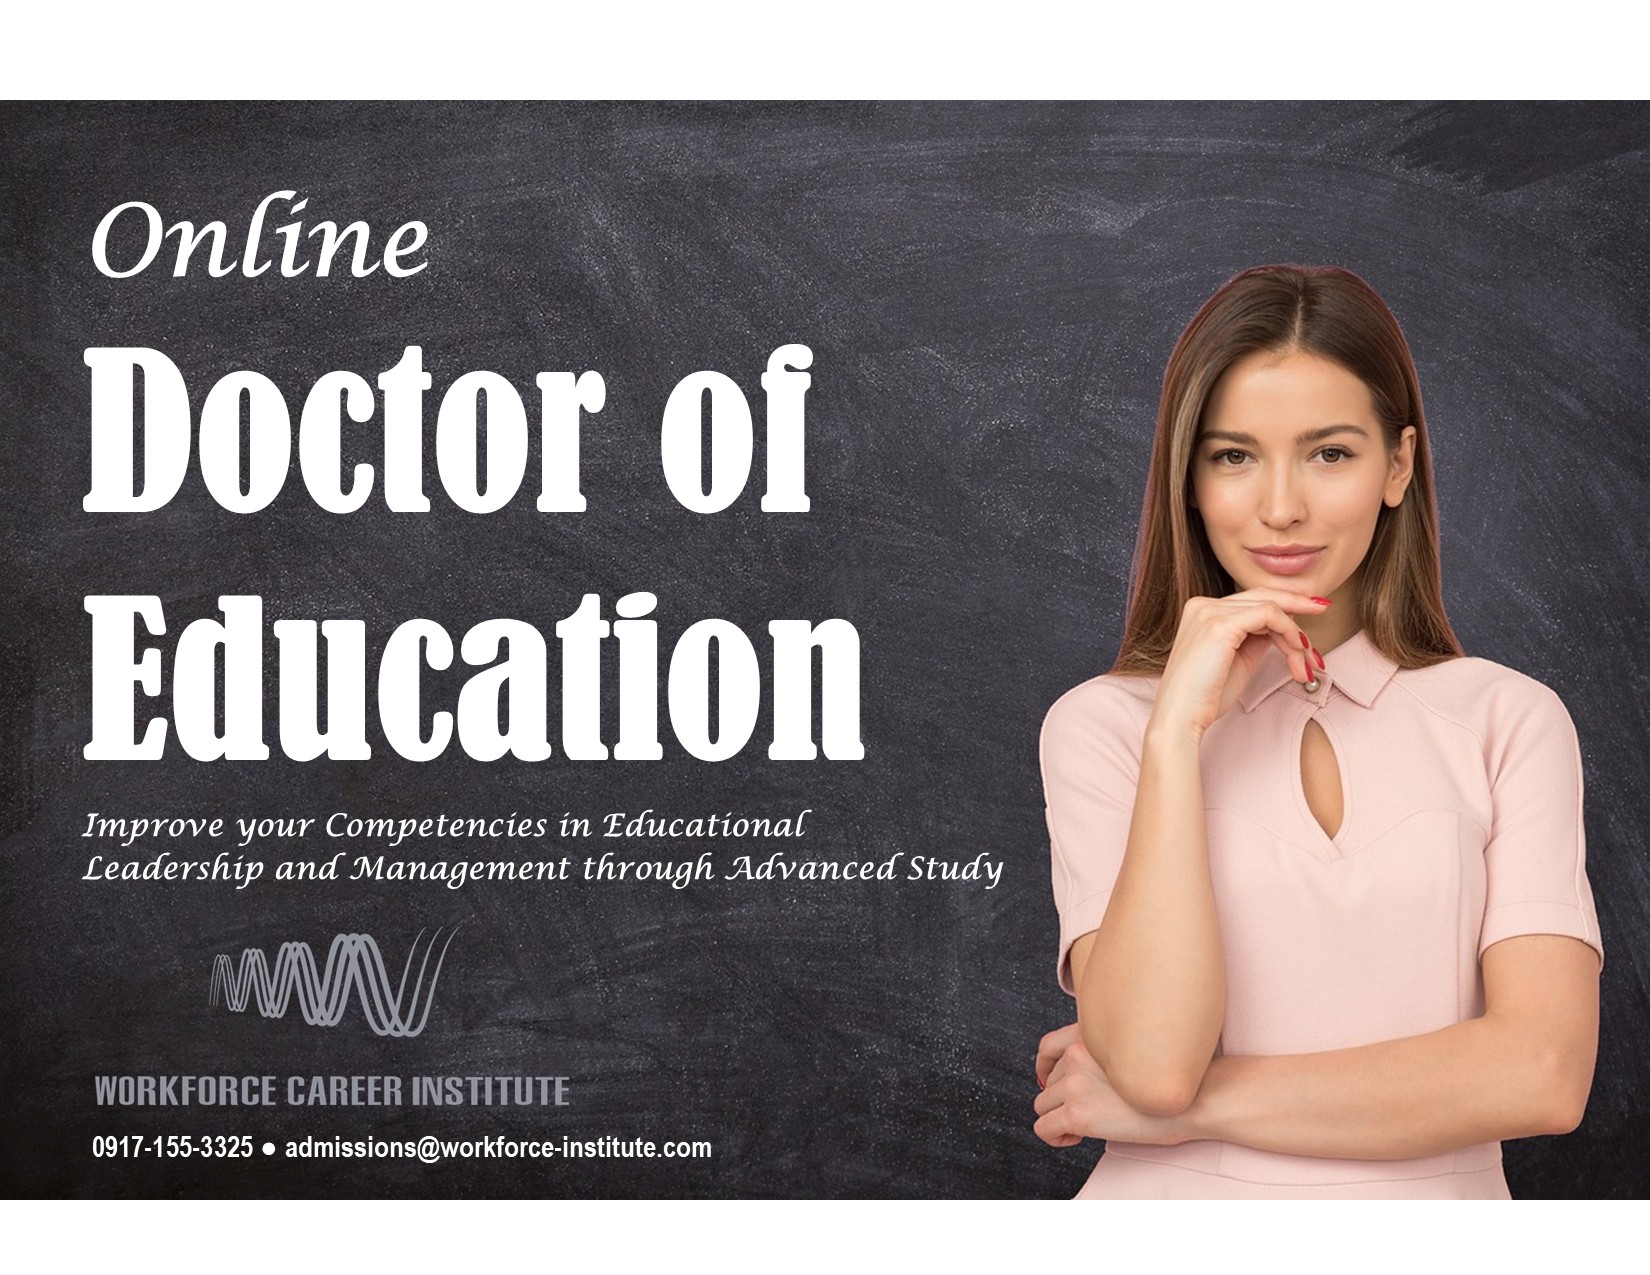 Online
Doctor of
Education
Improve your Competencies in Educational
Leadership and Management through Advanced Study
WORKFORCE CAREER INSTITUTE
0917-155-3325 ● admissions@workforce-institute.com